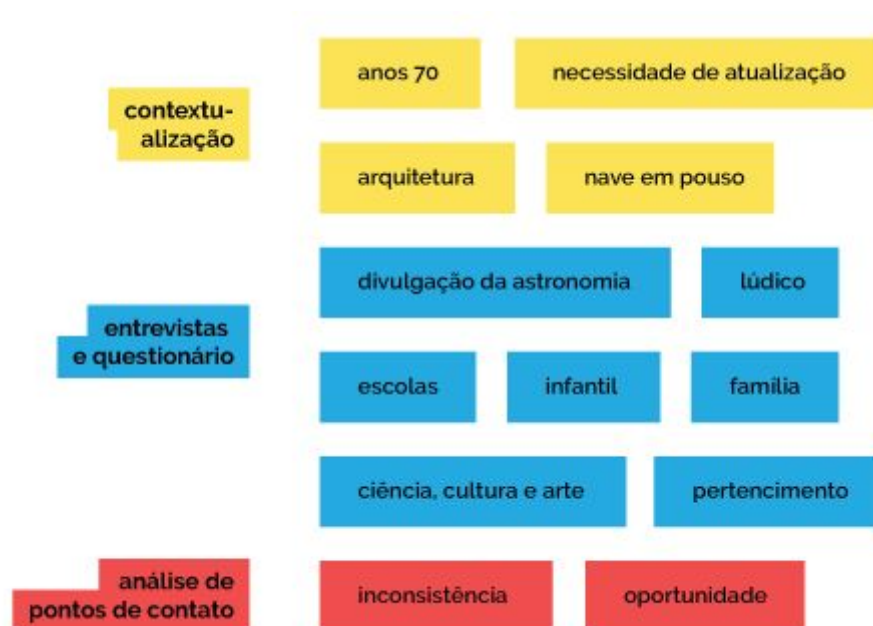 contextu-
alização
anos 70
necessidade de atualização
arquitetura
nave em pouso
entrevistas
e questionário
divulgação da astronomia
lúdico
escolas
infantil
família
ciência, cultura e arte
pertencimento
análise de
pontos de contato
inconsistência
oportunidade